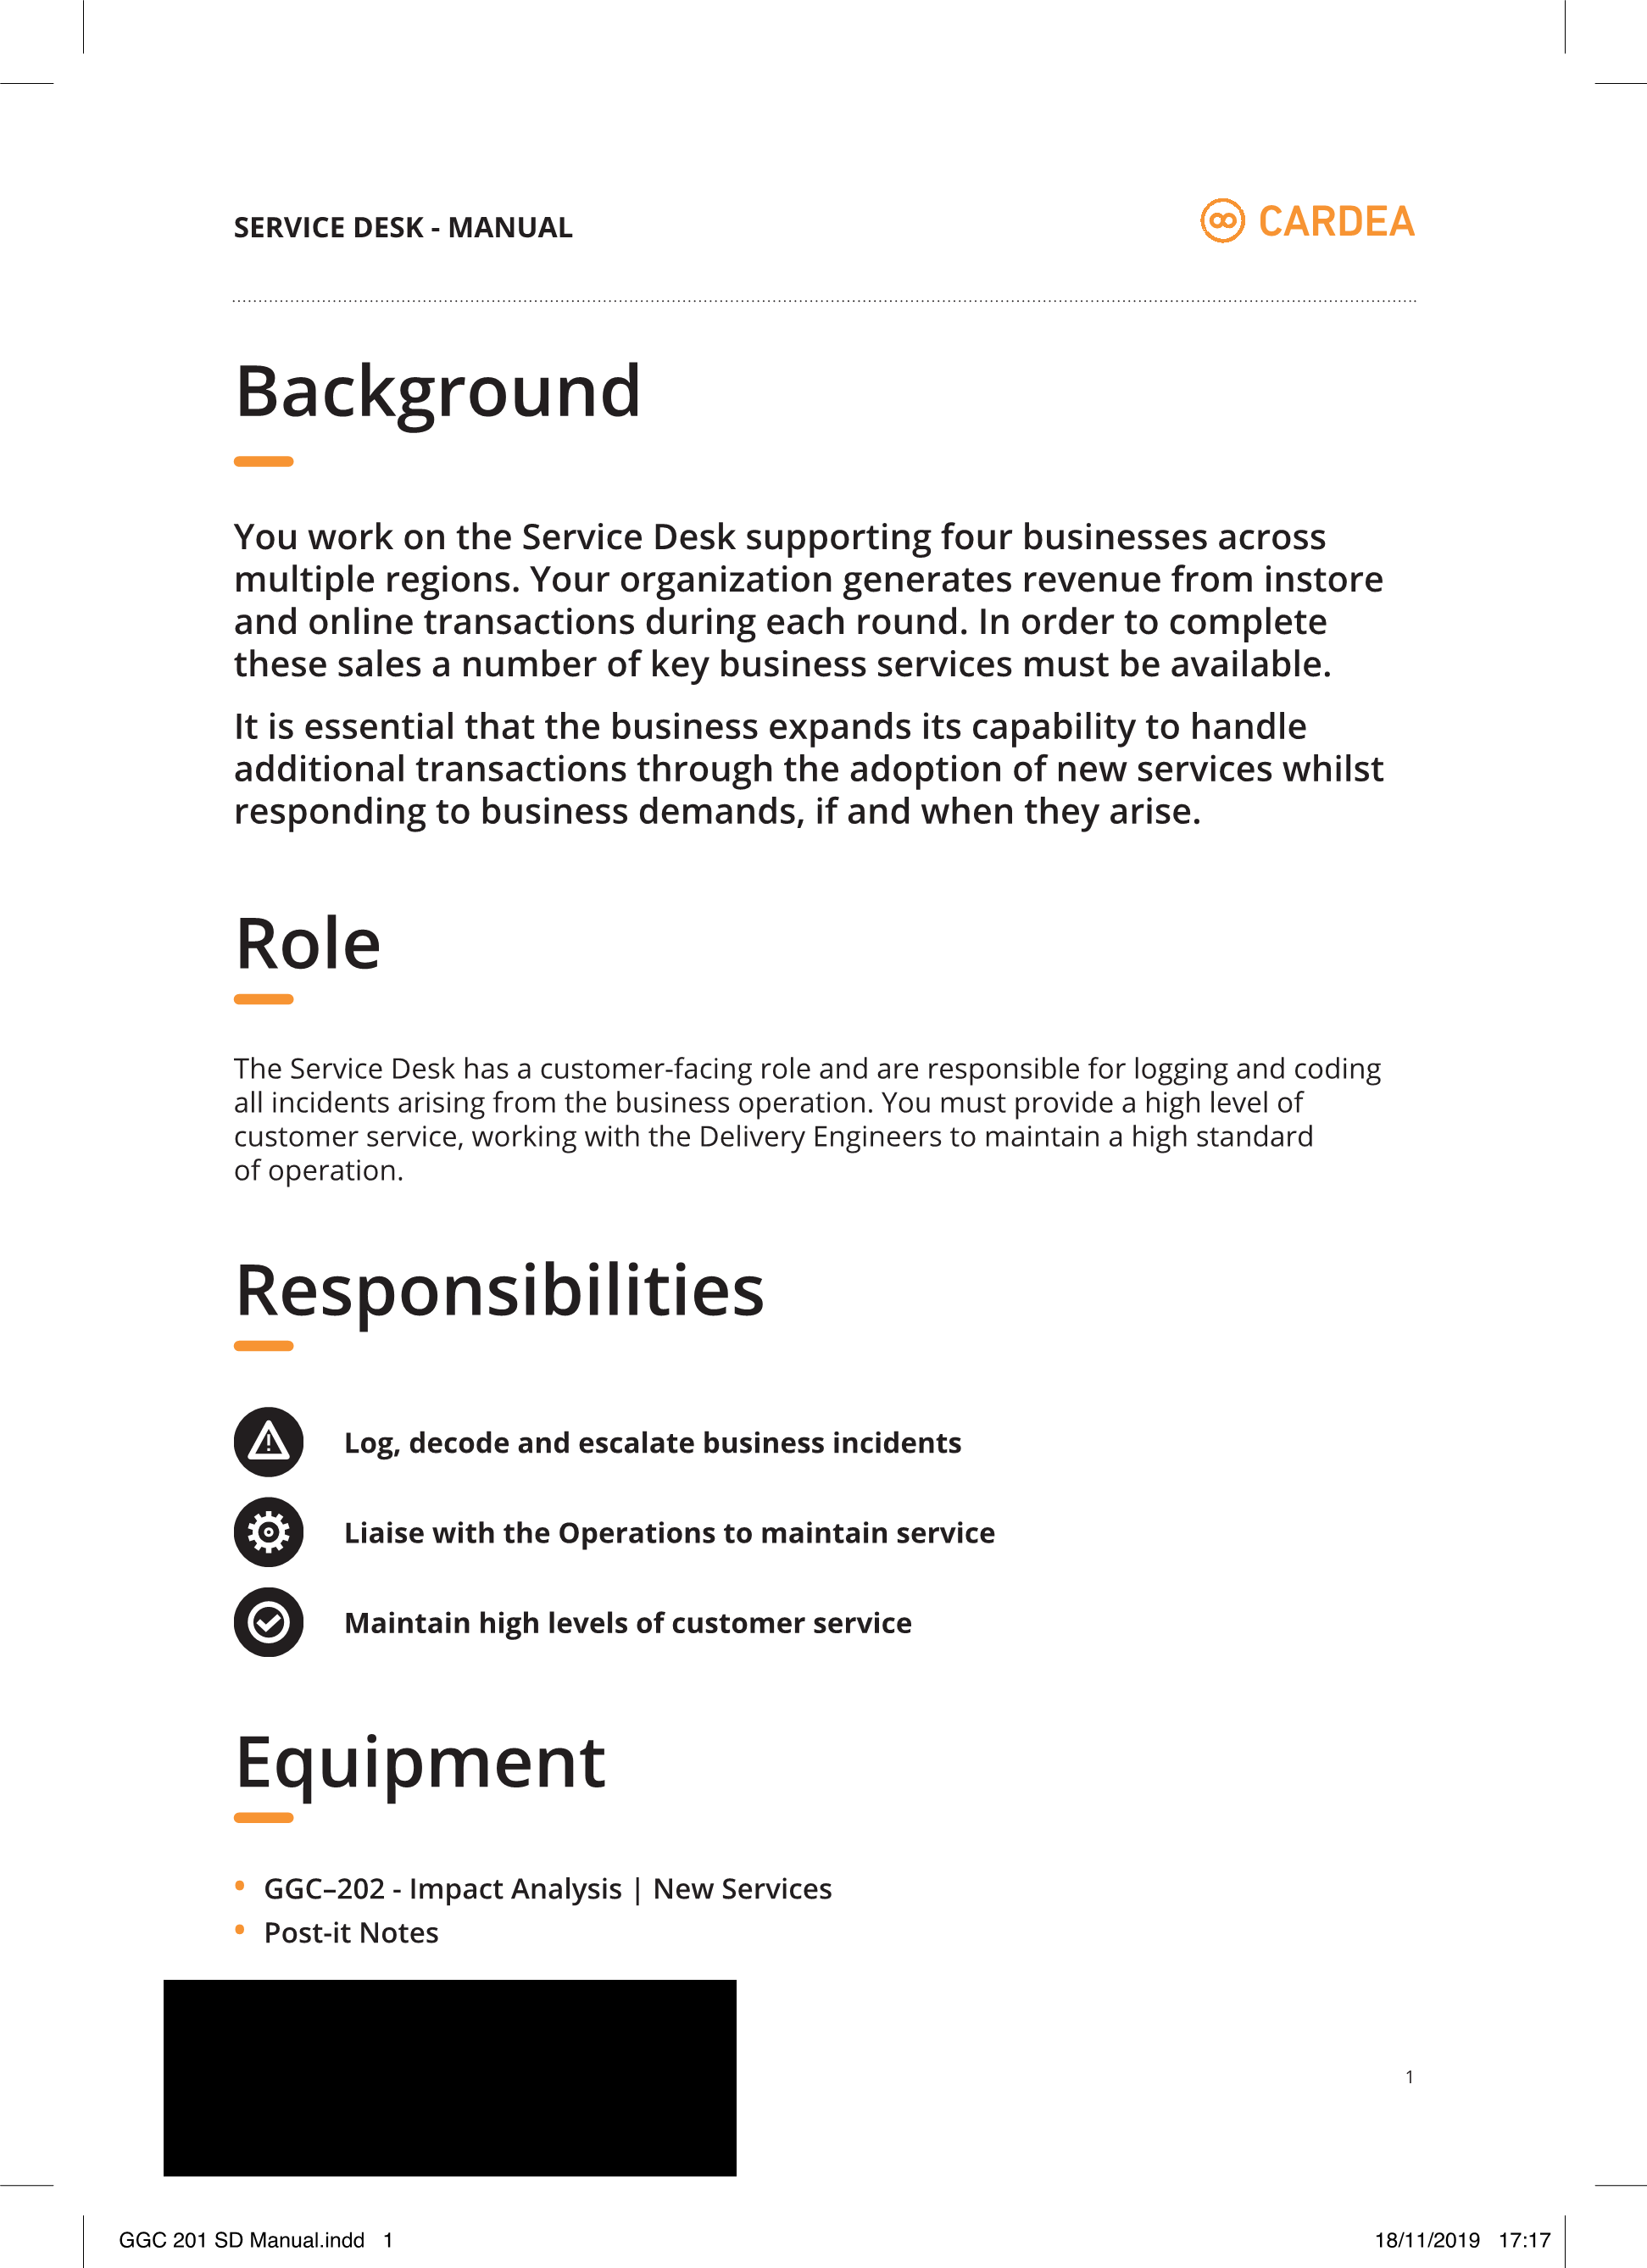 SERVICE DESK - MANUAL
CARDEA
Background
You work on the Service Desk supporting four businesses across
multiple regions. Your organization generates revenue from instore
and online transactions during each round. In order to complete
these sales a number of key business services must be available.
It is essential that the business expands its capability to handle
additional transactions through the adoption of new services whilst
responding to business demands, if and when they arise.
Role
The Service Desk has a customer-facing role and are responsible for logging and coding
all incidents arising from the business operation. You must provide a high level of
customer service, working with the Delivery Engineers to maintain a high standard
of operation.
Responsibilities
Log, decode and escalate business incidents
Liaise with the Operations to maintain service
Maintain high levels of customer service
Equipment
• GGC–202 - Impact Analysis | New Services
• Post-it Notes
1
GGC 201 SD Manual.indd 1
18/11/2019 17:17